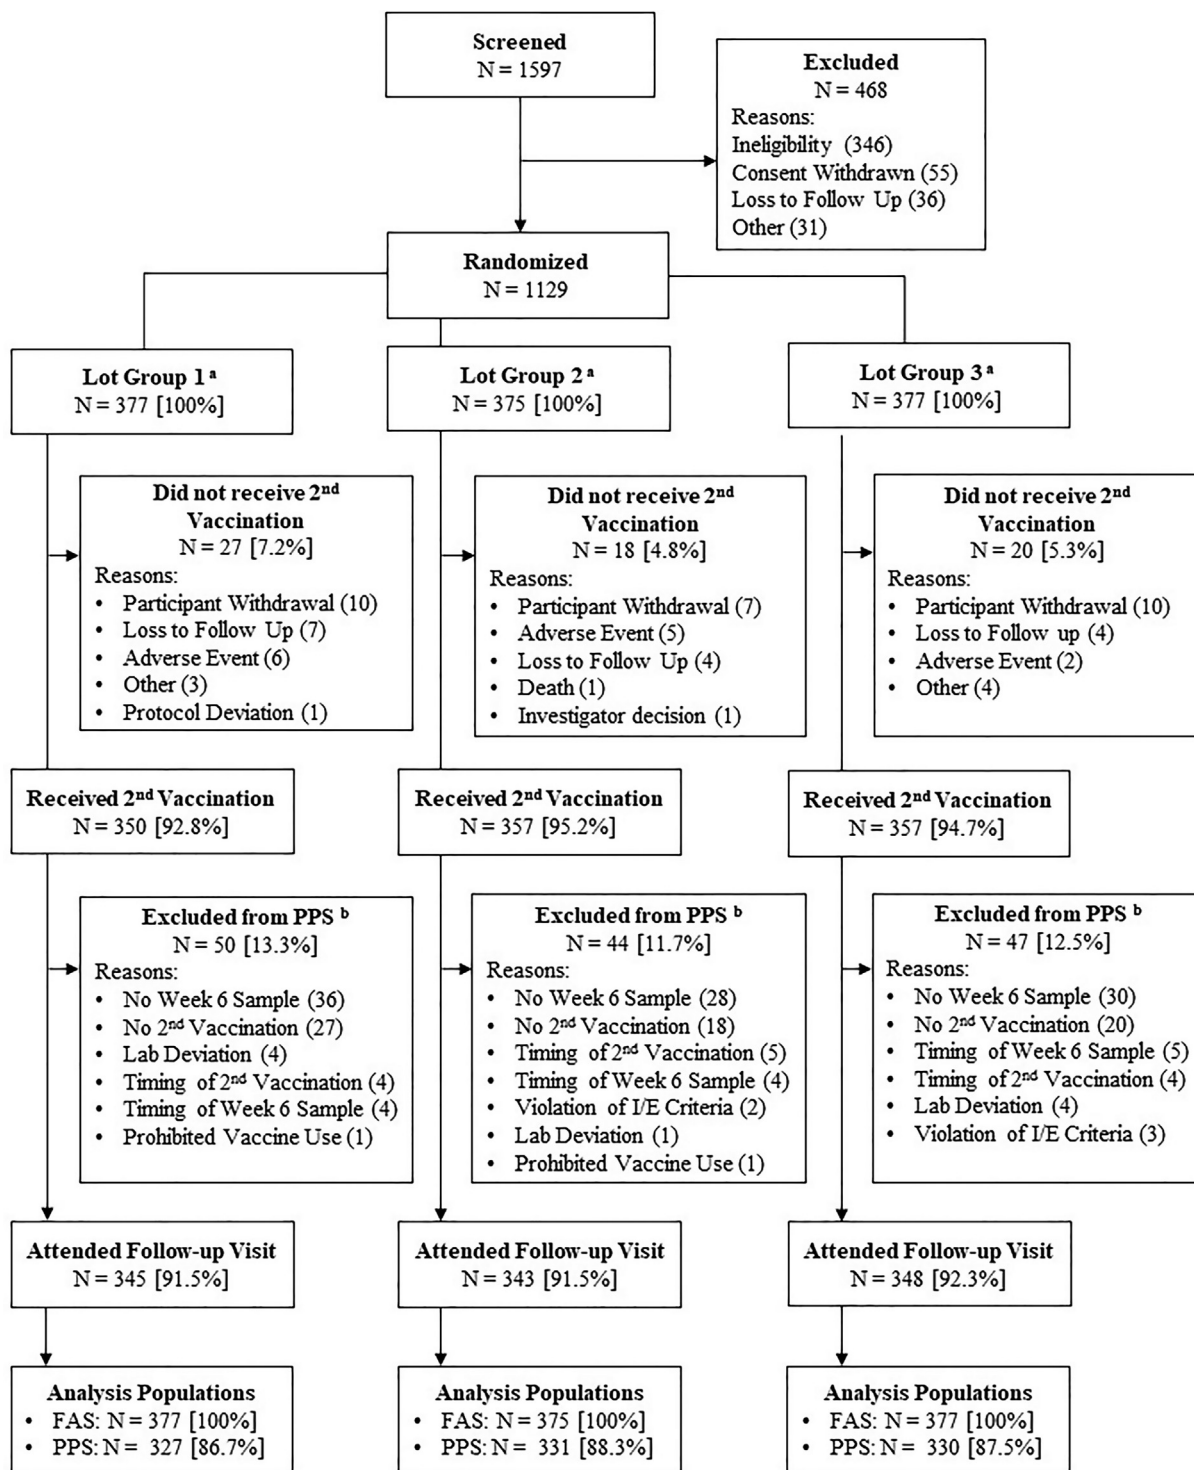 Screened
N = 1597
Excluded
N = 468
Reasons:
Ineligibility (346)
Consent Withdrawn (55)
Loss to Follow Up (36)
Other (31)
Randomized
N = 1129
Lot Group 1 a
N = 377 [100%]
Lot Group 2 a
N = 375 [100%]
Lot Group 3 a
N = 377 [100%]
Did not receive 2nd
Vaccination
N = 27 [7.2%]
Reasons:
• Participant Withdrawal (10)
• Loss to Follow Up (7)
• Adverse Event (6)
• Other (3)
• Protocol Deviation (1)
Did not receive 2nd
Vaccination
N = 18 [4.8%]
Reasons:
• Participant Withdrawal (7)
• Adverse Event (5)
• Loss to Follow Up (4)
• Death (1)
• Investigator decision (1)
Did not receive 2nd
Vaccination
N = 20 [5.3%]
Reasons:
• Participant Withdrawal (10)
• Loss to Follow up (4)
• Adverse Event (2)
• Other (4)
Received 2nd Vaccination
N = 350 [92.8%]
Received 2nd Vaccination
N = 357 [95.2%]
Received 2nd Vaccination
N = 357 [94.7%]
Excluded from PPS b
N = 50 [13.3%]
Reasons:
• No Week 6 Sample (36)
• No 2nd Vaccination (27)
• Lab Deviation (4)
• Timing of 2nd Vaccination (4)
• Timing of Week 6 Sample (4)
• Prohibited Vaccine Use (1)
Excluded from PPS b
N = 44 [11.7%]
Reasons:
• No Week 6 Sample (28)
• No 2nd Vaccination (18)
• Timing of 2nd Vaccination (5)
• Timing of Week 6 Sample (4)
• Violation of I/E Criteria (2)
• Lab Deviation (1)
• Prohibited Vaccine Use (1)
Excluded from PPS b
N = 47 [12.5%]
Reasons:
• No Week 6 Sample (30)
• No 2nd Vaccination (20)
• Timing of Week 6 Sample (5)
• Timing of 2nd Vaccination (4)
• Lab Deviation (4)
• Violation of I/E Criteria (3)
Attended Follow-up Visit
N = 345 [91.5%]
Attended Follow-up Visit
N = 343 [91.5%]
Attended Follow-up Visit
N = 348 [92.3%]
Analysis Populations
• FAS: N = 377 [100%]
• PPS: N = 327 [86.7%]
Analysis Populations
• FAS: N = 375 [100%]
• PPS: N = 331 [88.3%]
Analysis Populations
• FAS: N = 377 [100%]
• PPS: N = 330 [87.5%]